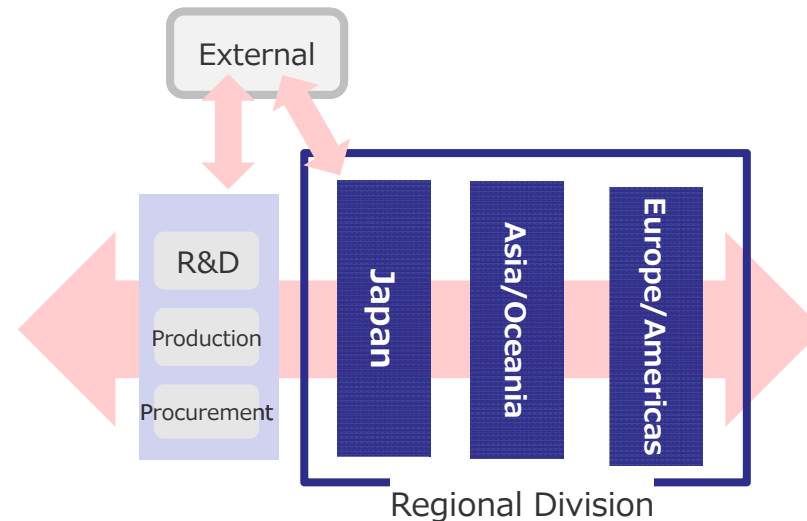 External
R&D
Production
Procurement
Japan
Asia/Oceania
Europe/Americas
Regional Division